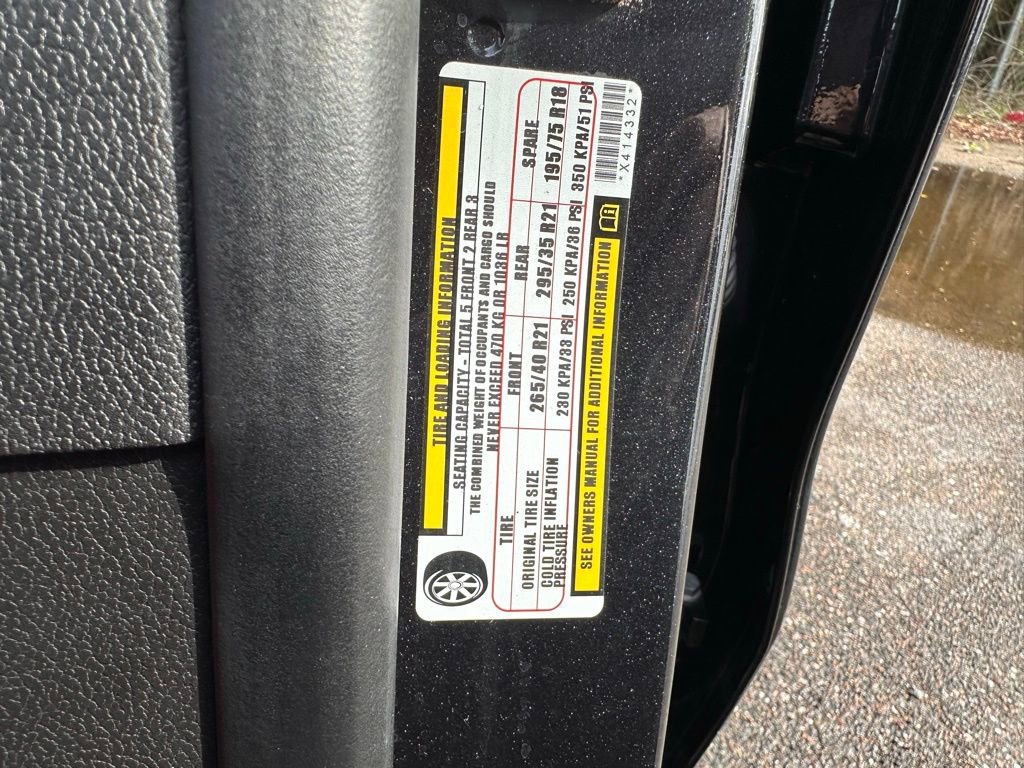 TIRE AND LOADING INFORMATION
SEATING CAPACITY - TOTAL 5 FRONT 2 REAR 3
THE COMBINED WEIGHT OF OCCUPANTS AND CARGO SHOULD
NEVER EXCEED 470 KG OR 1036 LB
TIRE FRONT REAR SPARE
ORIGINAL TIRE SIZE 265/40 R21 295/35 R21 195/75 R18
COLD TIRE INFLATION
PRESSURE 230 KPA/33 PSI 250 KPA/36 PSI 350 KPA/51 PSI
SEE OWNERS MANUAL FOR ADDITIONAL INFORMATION
*X414332*